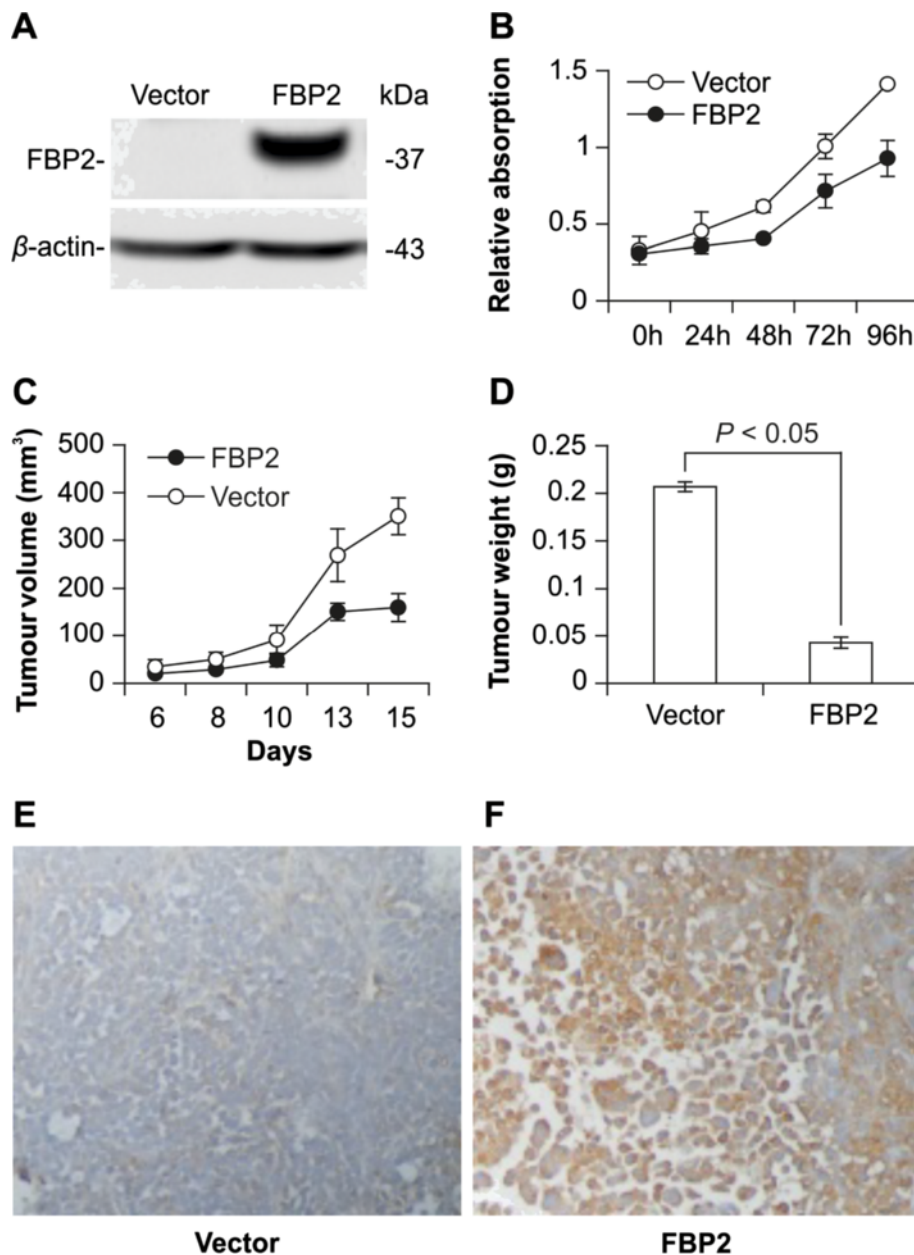 A
Vector FBP2 kDa
FBP2- -37
β-actin- -43
B
Relative absorption
1.5
1
0.5
0
Vector
FBP2
0h 24h 48h 72h 96h
C
Tumour volume (mm³)
500
400
300
200
100
0
FBP2
Vector
6 8 10 13 15
Days
D
Tumour weight (g)
0.25
0.2
0.15
0.1
0.05
0
P < 0.05
Vector FBP2
E
Vector
F
FBP2